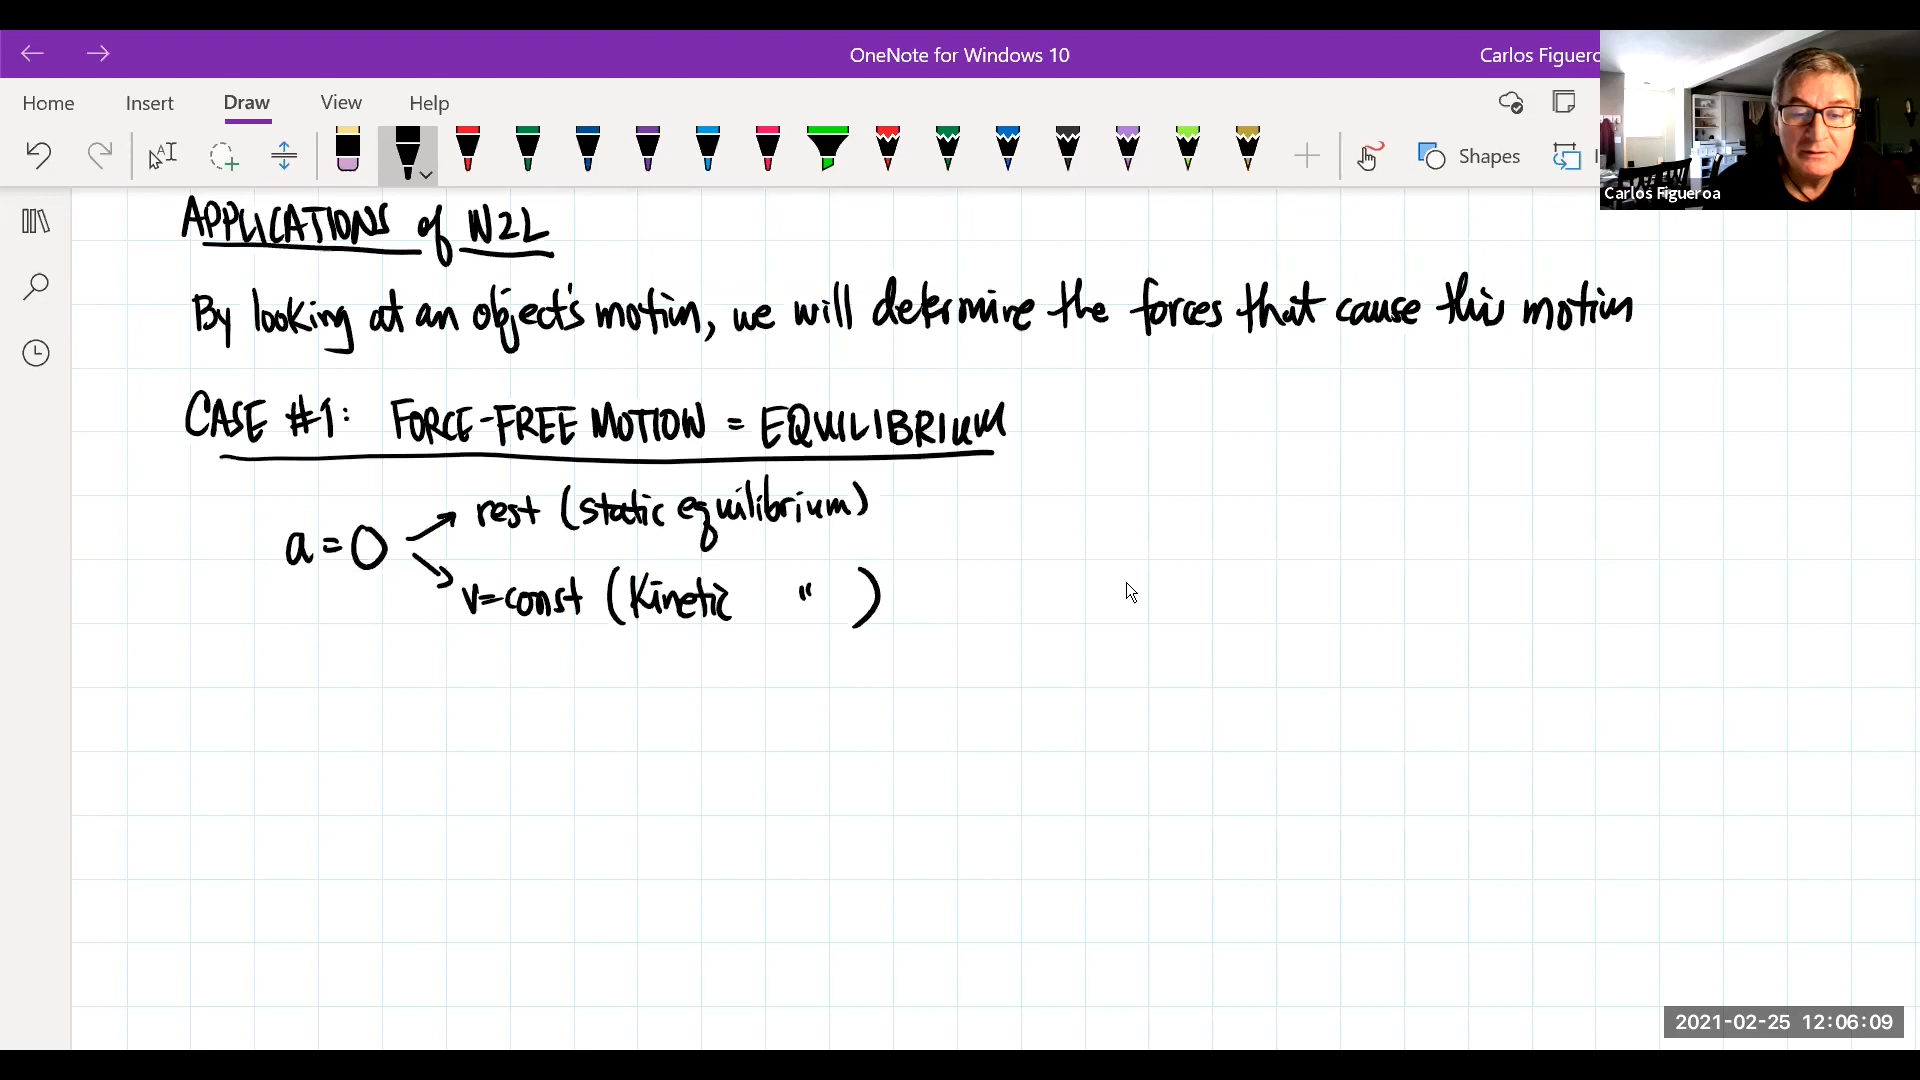 OneNote for Windows 10
Carlos Figuero
Home Insert Draw View Help
Shapes
Carlos Figueroa
APPLICATIONS of N2L
By looking at an object's motion, we will determine the forces that cause this motion
CASE #1: FORCE-FREE MOTION = EQUILIBRIUM
rest (static equilibrium)
a = 0
v=const (Kinetic " )
2021-02-25 12:06:09